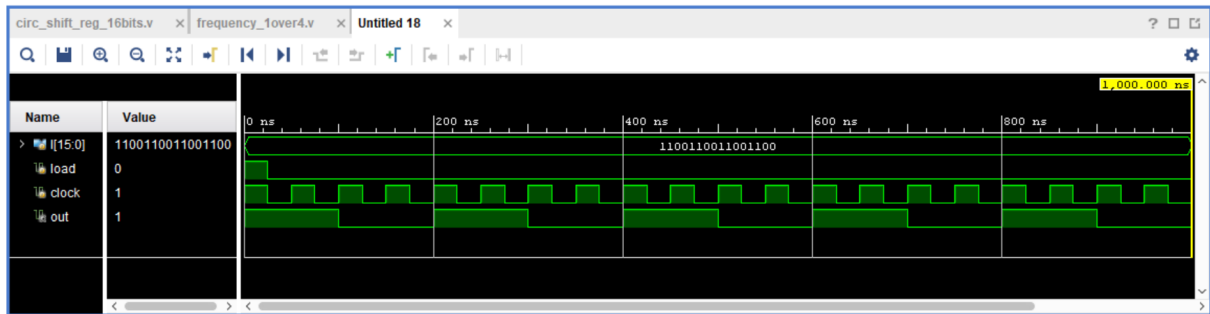 circ_shift_reg_16bits.v × frequency_1over4.v × Untitled 18 × ?
1,000.000 ns
Name Value 0 ns 200 ns 400 ns 600 ns 800 ns
I[15:0] 1100110011001100 1100110011001100
load 0
clock 1
out 1